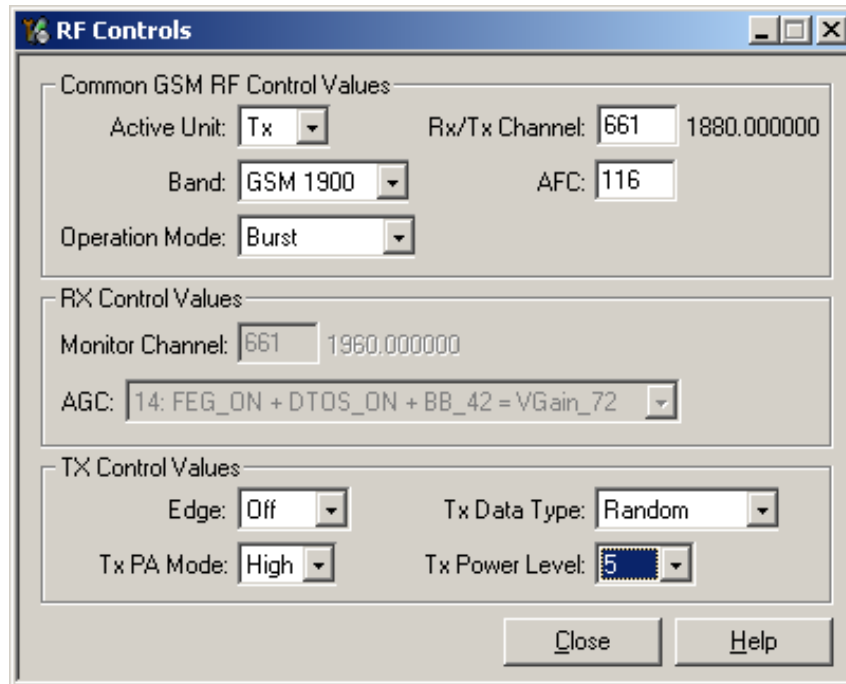 RF Controls
Common GSM RF Control Values
Active Unit: Tx Rx/Tx Channel: 661 1880.000000
Band: GSM 1900 AFC: 116
Operation Mode: Burst
RX Control Values
Monitor Channel: 661 1960.000000
AGC: 14: FEG_ON + DTOS_ON + BB_42 = VGain_72
TX Control Values
Edge: Off Tx Data Type: Random
Tx PA Mode: High Tx Power Level: 5
Close Help